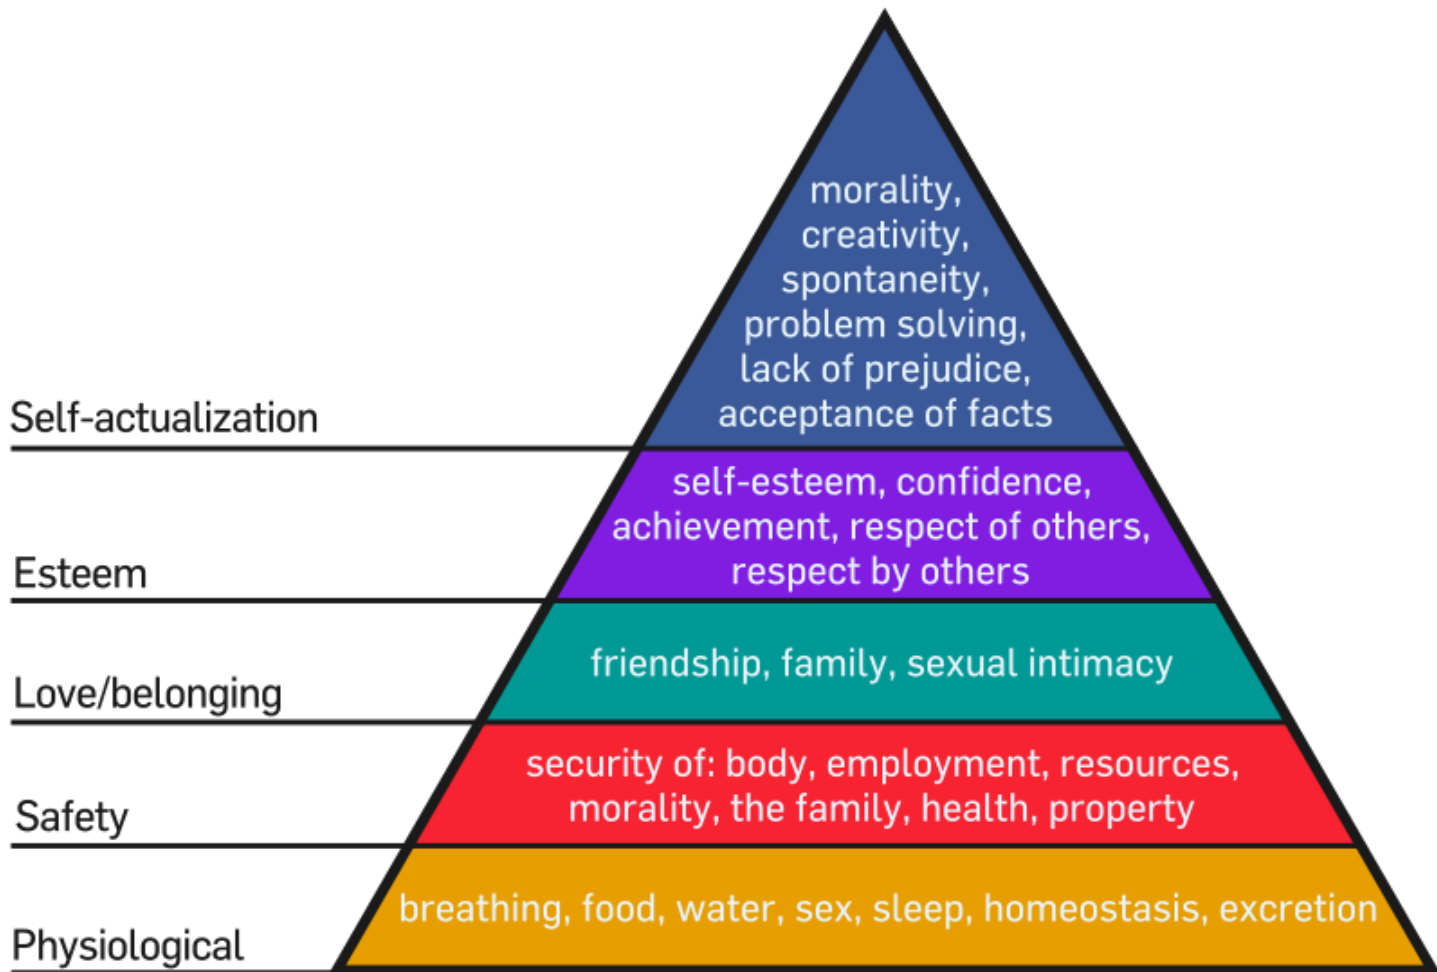 morality,
creativity,
spontaneity,
problem solving,
lack of prejudice,
acceptance of facts
Self-actualization
self-esteem, confidence,
achievement, respect of others,
respect by others
Esteem
friendship, family, sexual intimacy
Love/belonging
security of: body, employment, resources,
morality, the family, health, property
Safety
breathing, food, water, sex, sleep, homeostasis, excretion
Physiological